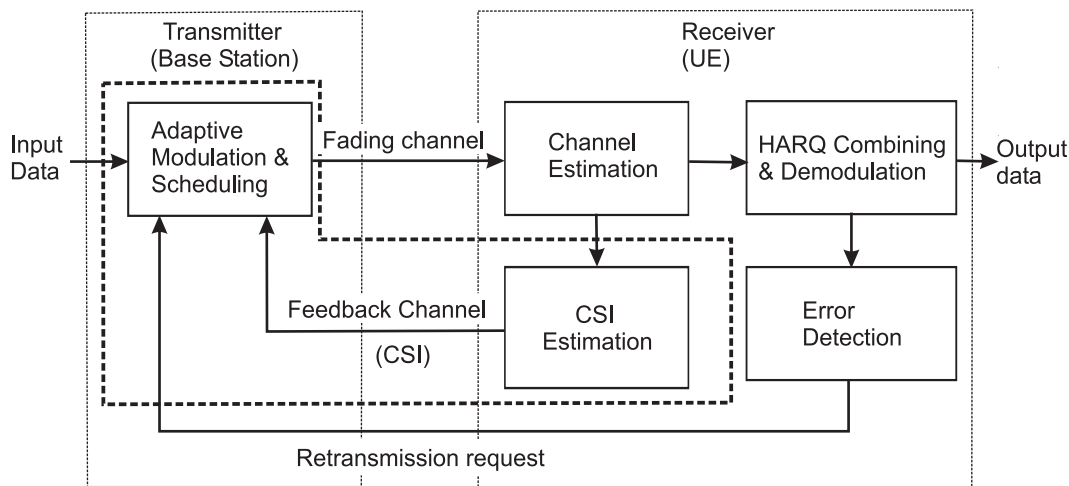 Transmitter
(Base Station)
Receiver
(UE)
Input
Data
Adaptive
Modulation &
Scheduling
Fading channel
Channel
Estimation
HARQ Combining
& Demodulation
Output
data
Feedback Channel
(CSI)
CSI
Estimation
Error
Detection
Retransmission request